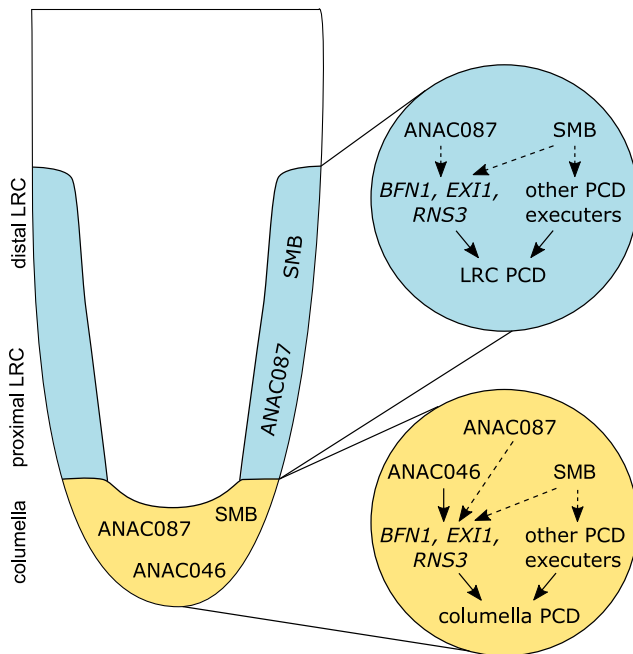 distal LRC
proximal LRC
columella
SMB
ANAC087
ANAC087
SMB
ANAC046
ANAC087 SMB
BFN1, EXI1, other PCD
RNS3 executers
LRC PCD
ANAC087
ANAC046 SMB
BFN1, EXI1, other PCD
RNS3 executers
columella PCD